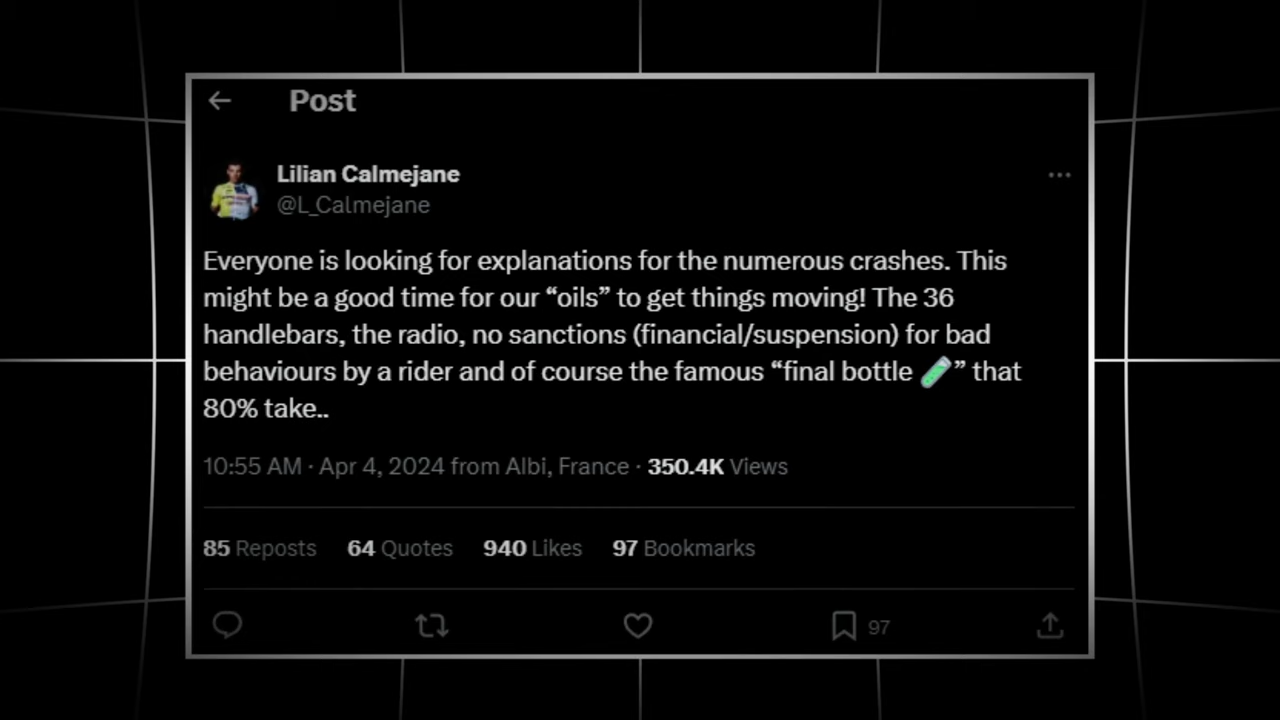 Post
Lilian Calmejane
@L_Calmejane
Everyone is looking for explanations for the numerous crashes. This
might be a good time for our “oils” to get things moving! The 36
handlebars, the radio, no sanctions (financial/suspension) for bad
behaviours by a rider and of course the famous “final bottle 🧪” that
80% take..
10:55 AM · Apr 4, 2024 from Albi, France · 350.4K Views
85 Reposts 64 Quotes 940 Likes 97 Bookmarks
97